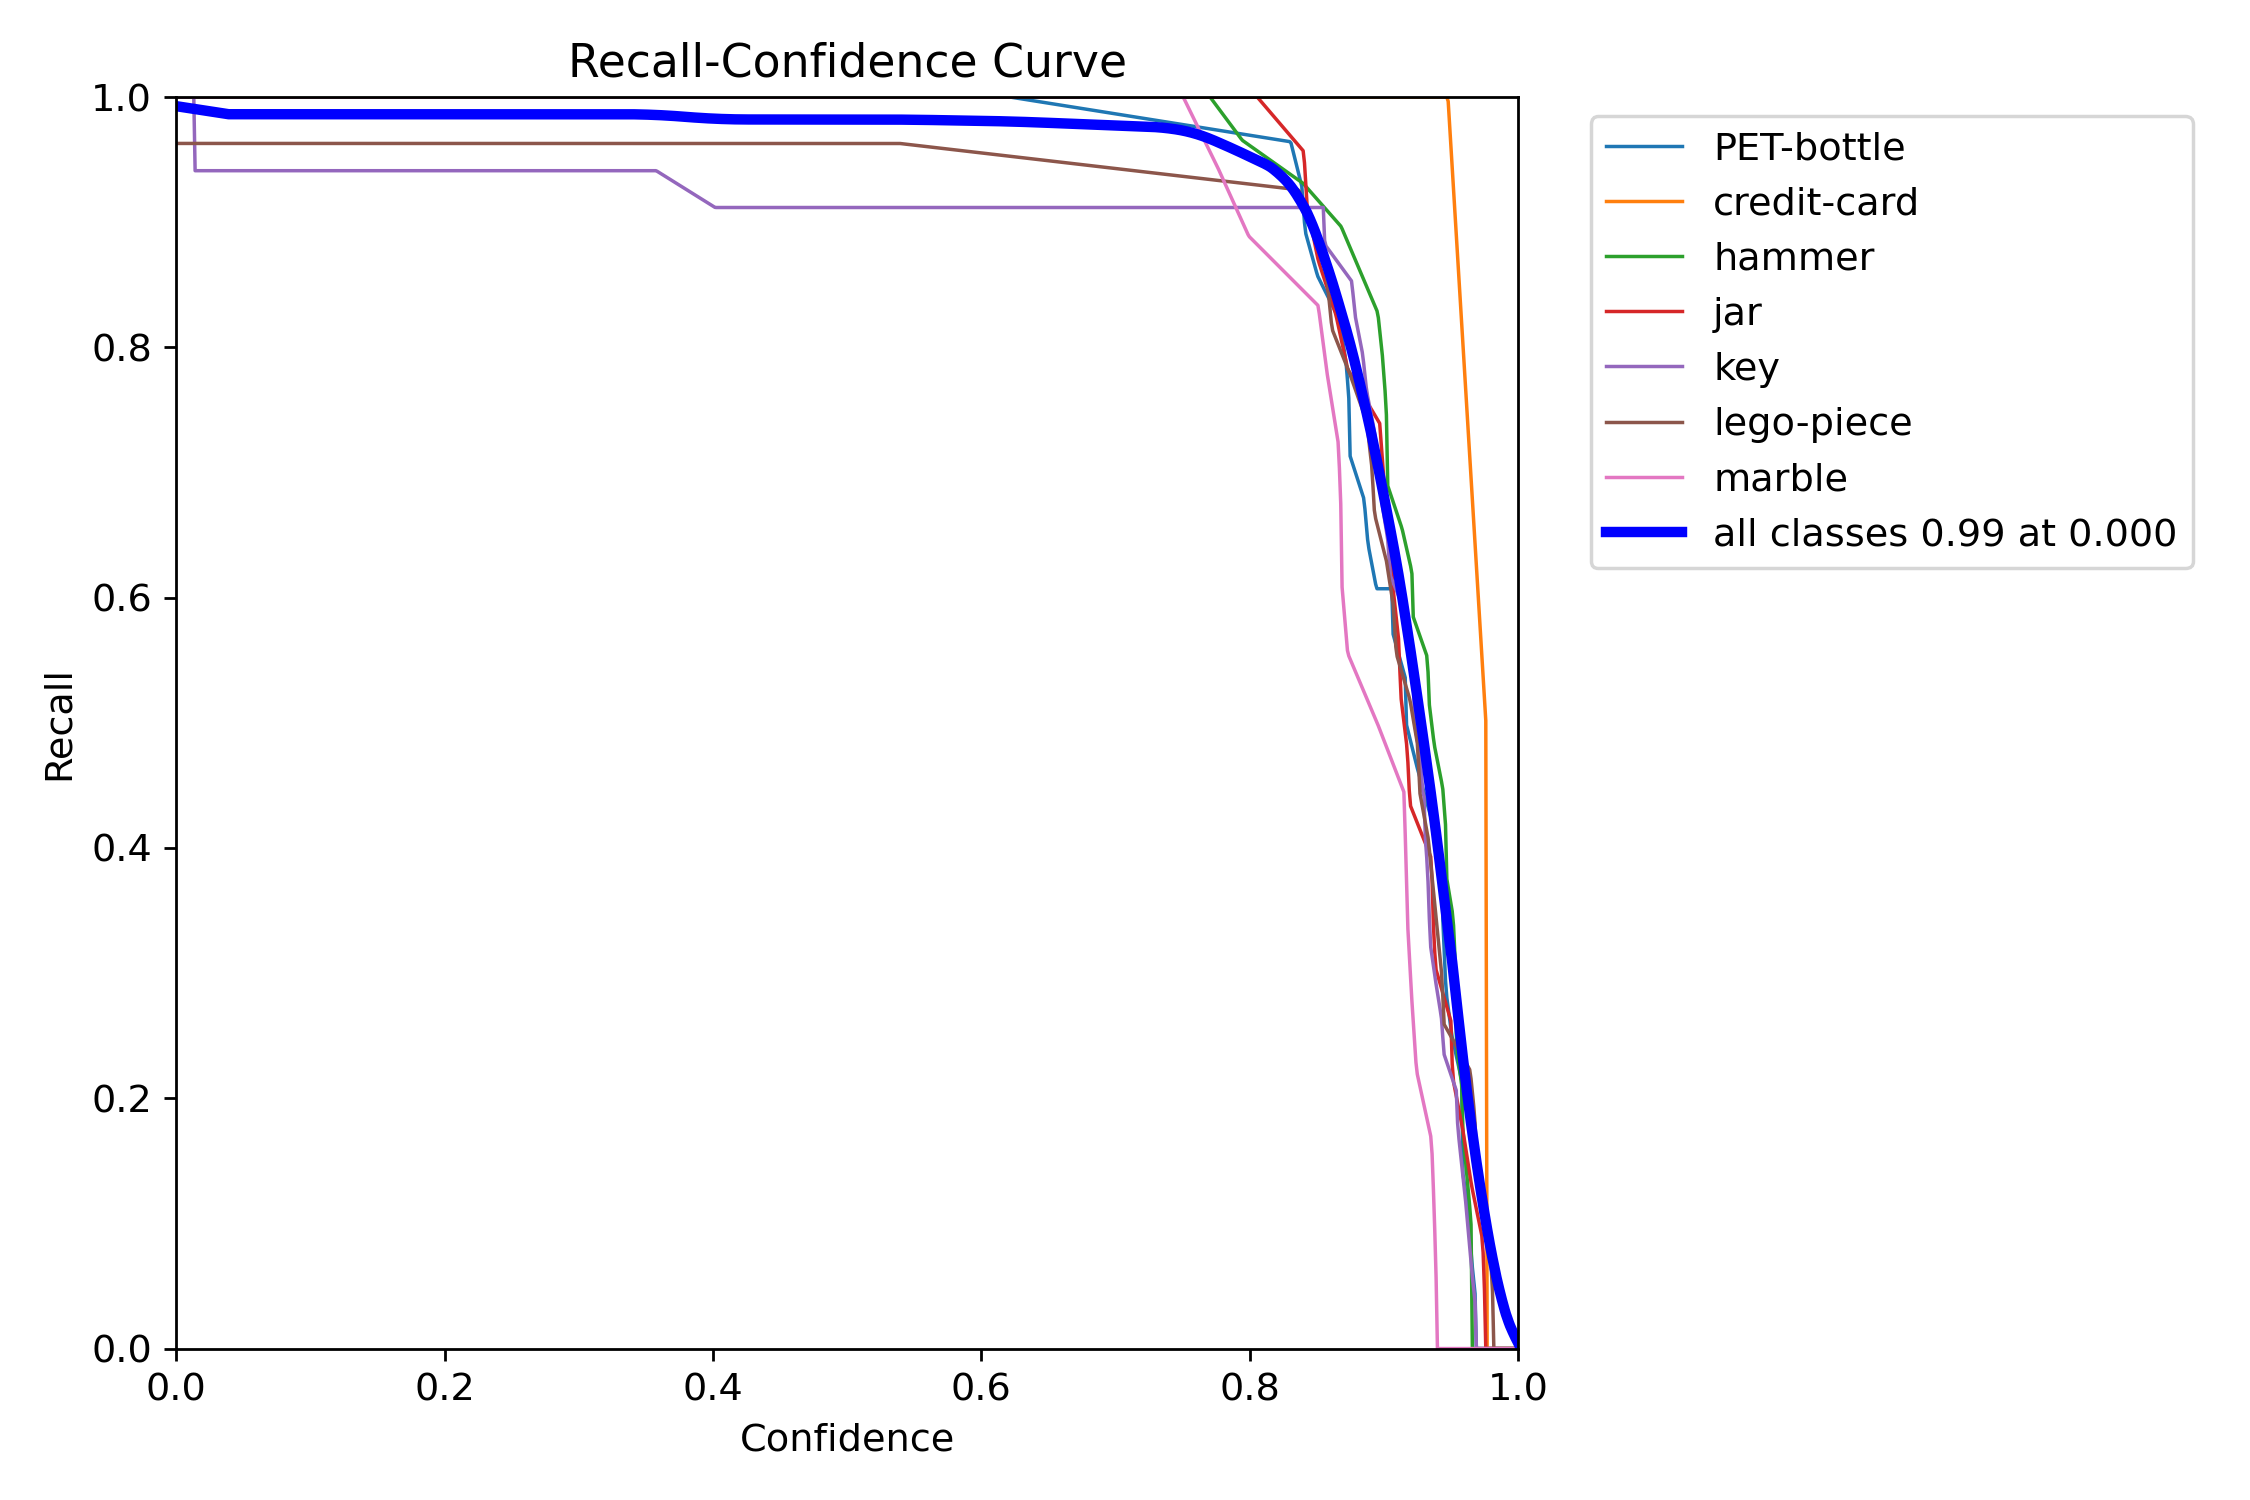 Recall-Confidence Curve
1.0
0.8
0.6
0.4
0.2
0.0
Recall
0.0 0.2 0.4 0.6 0.8 1.0
Confidence
PET-bottle
credit-card
hammer
jar
key
lego-piece
marble
all classes 0.99 at 0.000